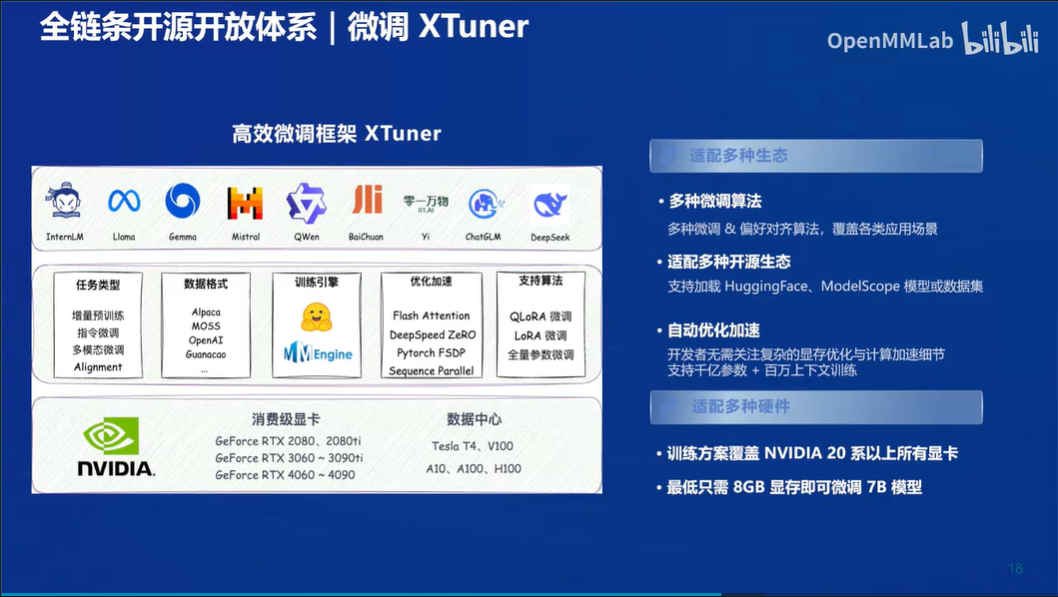 全链条开源开放体系 | 微调 XTuner
OpenMMLab bilibili
高效微调框架 XTuner
InternLM Llama Gemma Mistral QWen BaiChuan Yi ChatGLM DeepSeek
零一万物
01.AI
任务类型
增量预训练
指令微调
多模态微调
Alignment
数据格式
Alpaca
MOSS
OpenAI
Guanacao
...
训练引擎
MMEngine
优化加速
Flash Attention
DeepSpeed ZeRO
Pytorch FSDP
Sequence Parallel
支持算法
QLoRA 微调
LoRA 微调
全量参数微调
NVIDIA.
消费级显卡
GeForce RTX 2080、2080ti
GeForce RTX 3060 ~ 3090ti
GeForce RTX 4060 ~ 4090
数据中心
Tesla T4、V100
A10、A100、H100
适配多种生态
• 多种微调算法
多种微调 & 偏好对齐算法，覆盖各类应用场景
• 适配多种开源生态
支持加载 HuggingFace、ModelScope 模型或数据集
• 自动优化加速
开发者无需关注复杂的显存优化与计算加速细节
支持千亿参数 + 百万上下文训练
适配多种硬件
• 训练方案覆盖 NVIDIA 20 系以上所有显卡
• 最低只需 8GB 显存即可微调 7B 模型
18